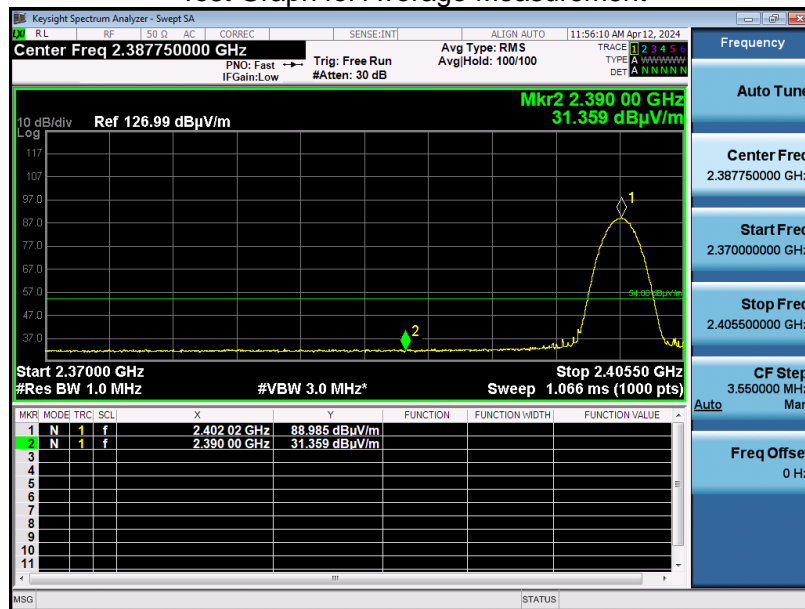 Test Graph for Average Measurement
Keysight Spectrum Analyzer - Swept SA
LXI RL RF 50 Ω AC CORREC SENSE:INT ALIGN AUTO 11:56:10 AM Apr 12, 2024
Center Freq 2.387750000 GHz
PNO: Fast
IFGain:Low
Trig: Free Run
#Atten: 30 dB
Avg Type: RMS
Avg|Hold: 100/100
TRACE 1 2 3 4 5 6
TYPE A WWWWW
DET A N N N N N
Mkr2 2.390 00 GHz
31.359 dBµV/m
10 dB/div Ref 126.99 dBµV/m
Log
117
107
97.0
87.0
77.0
67.0
57.0
47.0
37.0
1
54.00 dBµV/m
2
Start 2.37000 GHz Stop 2.40550 GHz
#Res BW 1.0 MHz #VBW 3.0 MHz* Sweep 1.066 ms (1000 pts)
MKR MODE TRC SCL X Y FUNCTION FUNCTION WIDTH FUNCTION VALUE
1 N 1 f 2.402 02 GHz 88.985 dBµV/m
2 N 1 f 2.390 00 GHz 31.359 dBµV/m
3
4
5
6
7
8
9
10
11
MSG STATUS
Frequency
Auto Tune
Center Freq
2.387750000 GHz
Start Freq
2.370000000 GHz
Stop Freq
2.405500000 GHz
CF Step
3.550000 MHz
Auto Man
Freq Offset
0 Hz